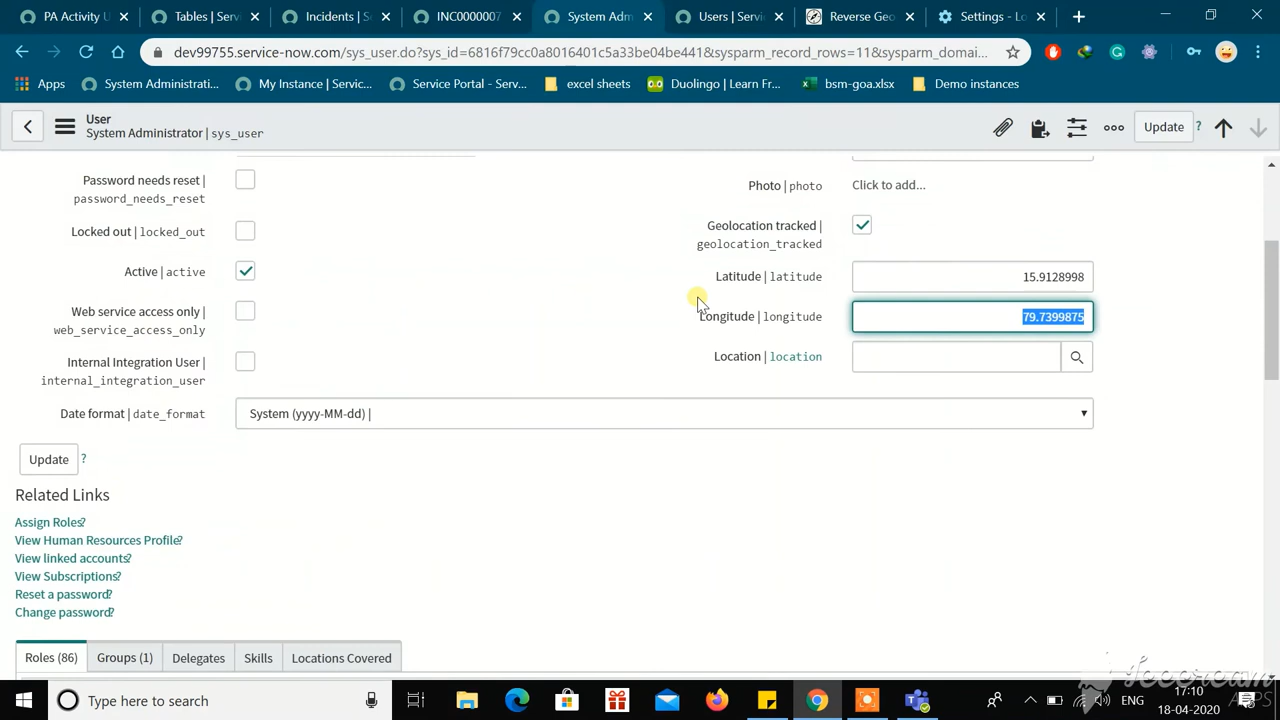 PA Activity U
Tables | Servi
Incidents | Sc
INC0000007
System Adm
Users | Servic
Reverse Geo
Settings - Lo
dev99755.service-now.com/sys_user.do?sys_id=6816f79cc0a8016401c5a33be04be441&sysparm_record_rows=11&sysparm_domai...
Apps
System Administrati...
My Instance | Servic...
Service Portal - Serv...
excel sheets
Duolingo | Learn Fr...
bsm-goa.xlsx
Demo instances
User
System Administrator | sys_user
Update ?
Password needs reset |
password_needs_reset
Photo | photo
Click to add...
Locked out | locked_out
Geolocation tracked |
geolocation_tracked
Active | active
Latitude | latitude
15.9128998
Web service access only |
web_service_access_only
Longitude | longitude
79.7399875
Internal Integration User |
internal_integration_user
Location | location
Date format | date_format
System (yyyy-MM-dd) |
Update ?
Related Links
Assign Roles?
View Human Resources Profile?
View linked accounts?
View Subscriptions?
Reset a password?
Change password?
Roles (86)
Groups (1)
Delegates
Skills
Locations Covered
APPS
Type here to search
ENG
17:10
18-04-2020